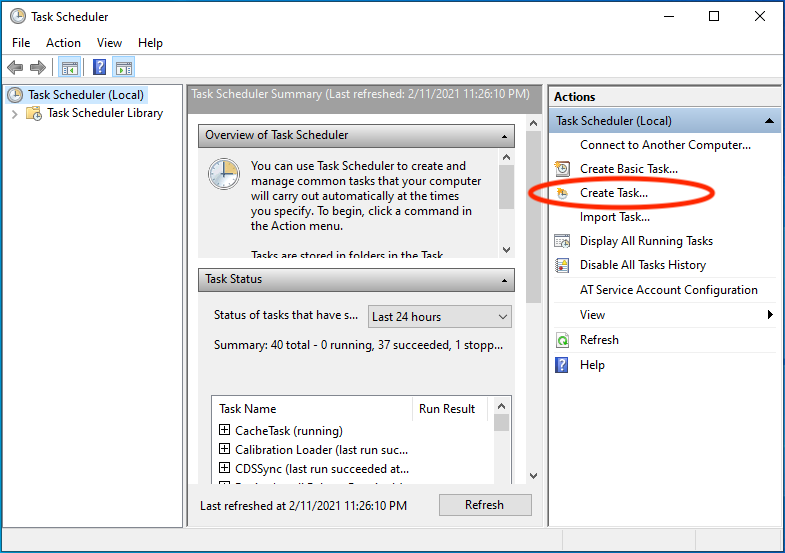 Task Scheduler
File Action View Help
Task Scheduler (Local)
Task Scheduler Library
Task Scheduler Summary (Last refreshed: 2/11/2021 11:26:10 PM)
Overview of Task Scheduler
You can use Task Scheduler to create and
manage common tasks that your computer
will carry out automatically at the times
you specify. To begin, click a command in
the Action menu.
Tasks are stored in folders in the Task
Task Status
Status of tasks that have s... Last 24 hours
Summary: 40 total - 0 running, 37 succeeded, 1 stopp...
Task Name Run Result
CacheTask (running)
Calibration Loader (last run suc...
CDSSync (last run succeeded at...
Last refreshed at 2/11/2021 11:26:10 PM Refresh
Actions
Task Scheduler (Local)
Connect to Another Computer...
Create Basic Task...
Create Task...
Import Task...
Display All Running Tasks
Disable All Tasks History
AT Service Account Configuration
View
Refresh
Help